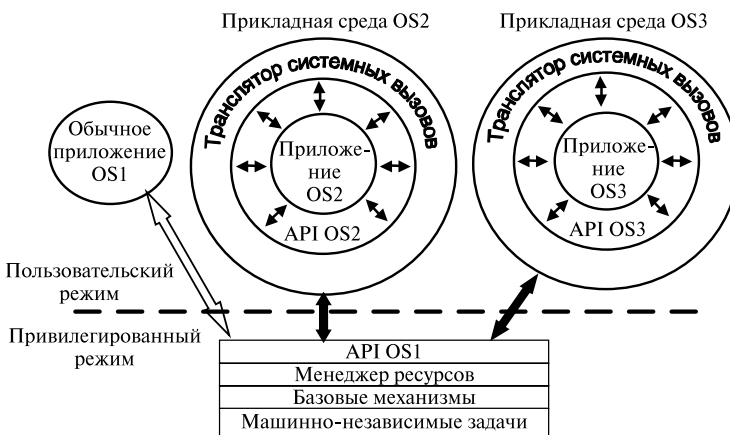 Прикладная среда OS2
Прикладная среда OS3
Транслятор системных вызовов
Транслятор системных вызовов
Обычное
приложение
OS1
Приложе-
ние
OS2
API OS2
Приложе-
ние
OS3
API OS3
Пользовательский
режим
Привилегированный
режим
API OS1
Менеджер ресурсов
Базовые механизмы
Машинно-независимые задачи